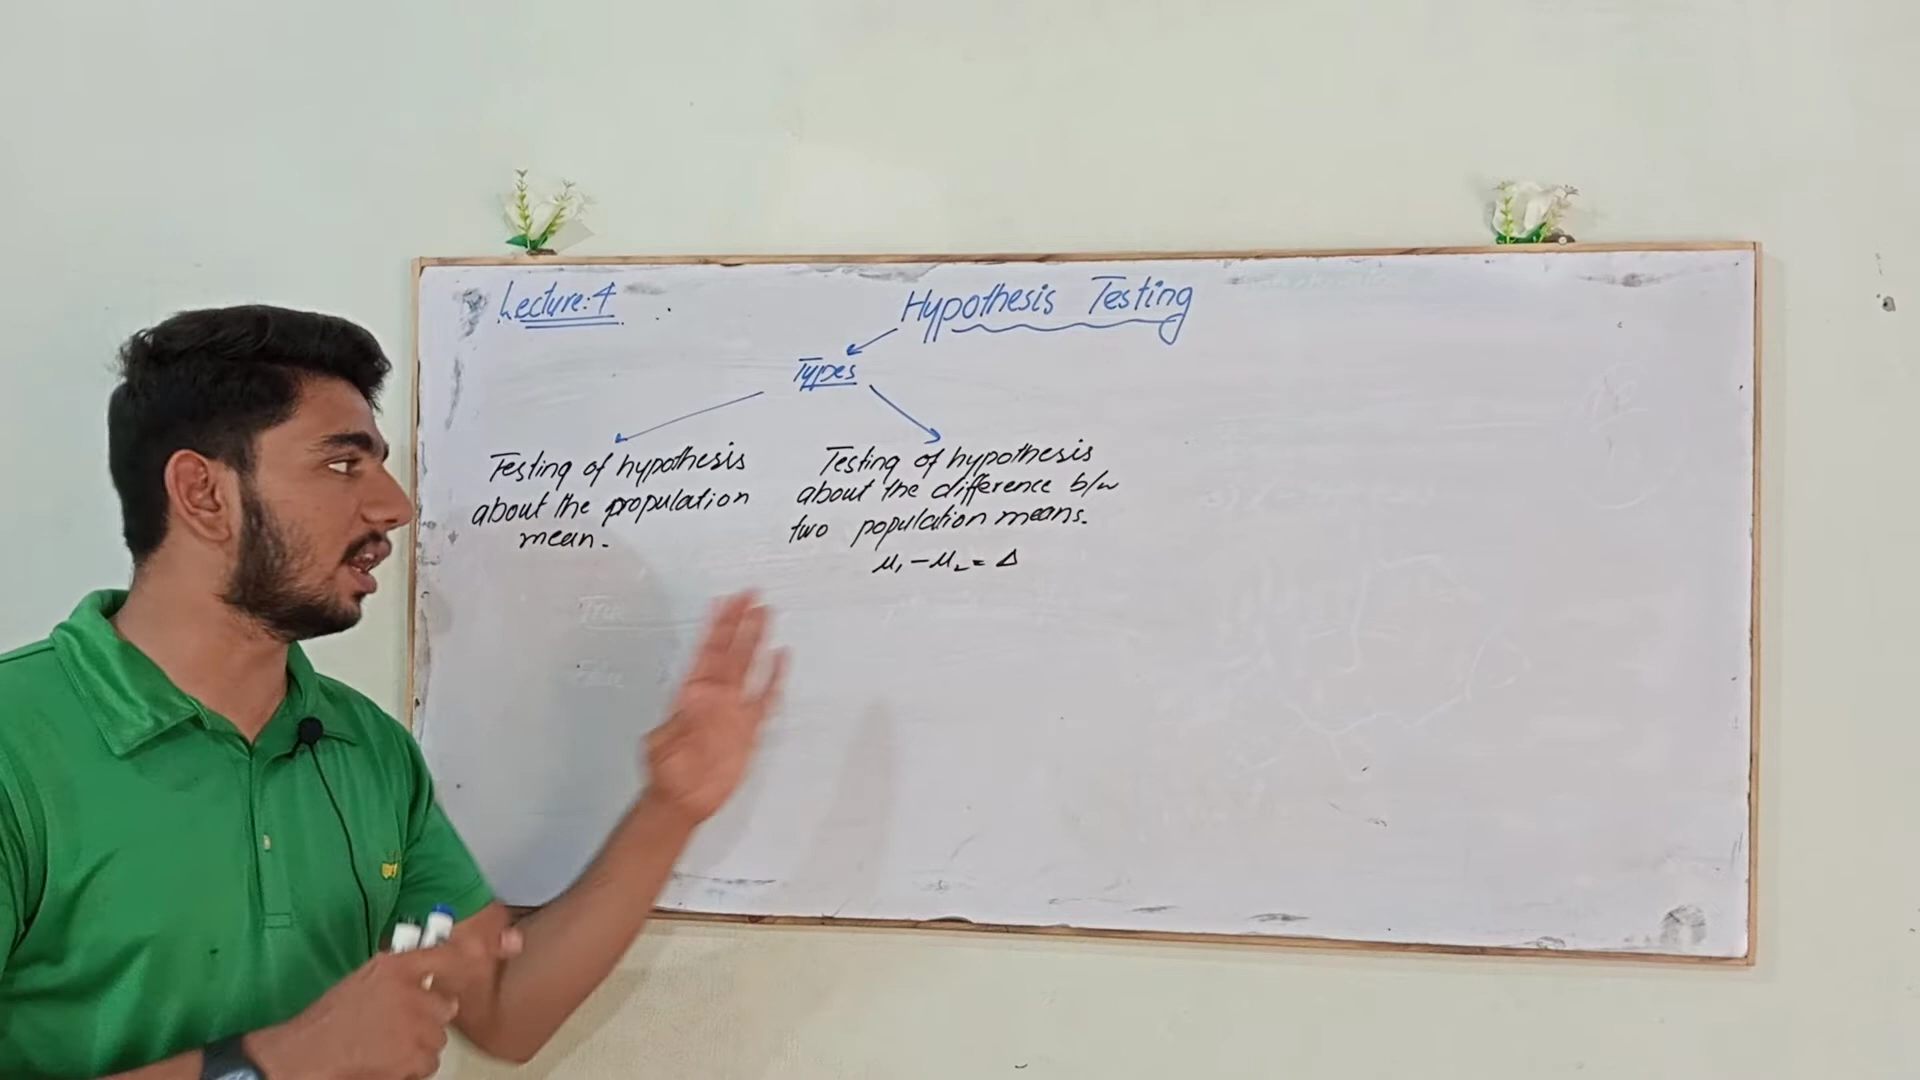 Lecture:4
Hypothesis Testing
Types
Testing of hypothesis
about the propulation
mean.
Testing of hypothesis
about the difference b/w
two population means.
μ₁ - μ₂ = Δ